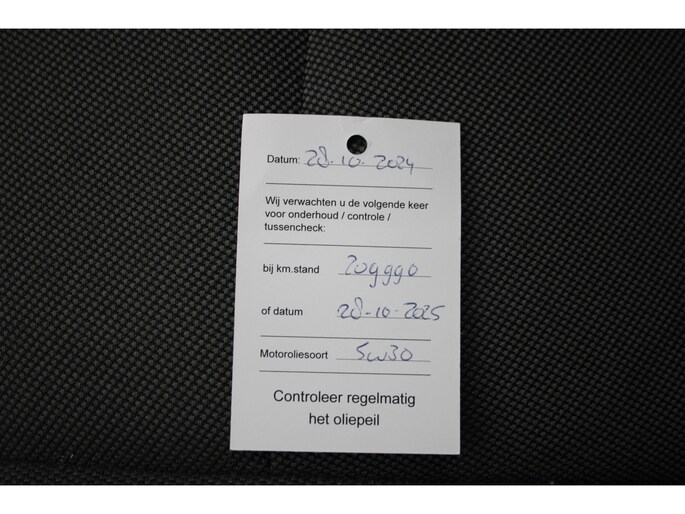 Datum: 28-10-2024
Wij verwachten u de volgende keer
voor onderhoud / controle /
tussencheck:
bij km.stand 209990
of datum 28-10-2025
Motoroliesoort 5w30
Controleer regelmatig
het oliepeil